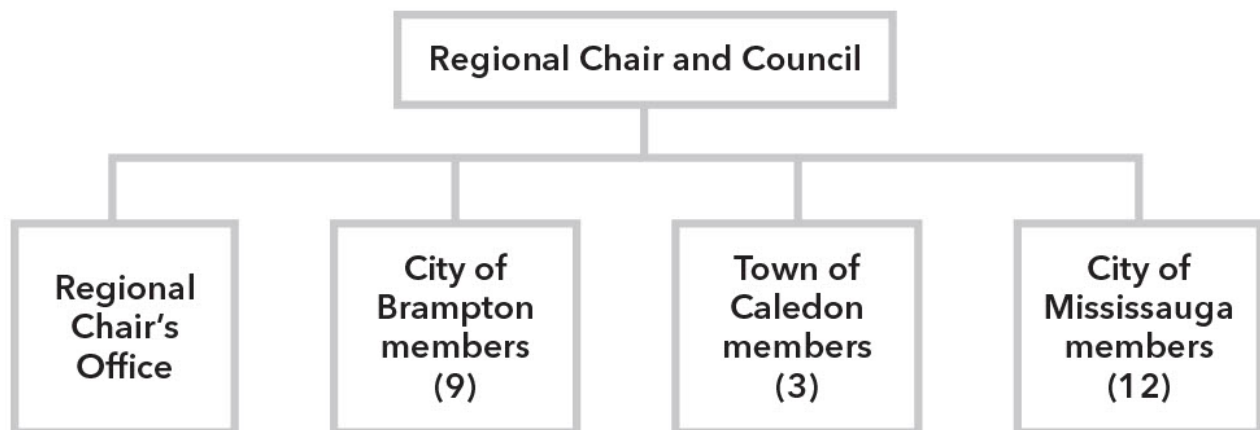 Regional Chair and Council
Regional
Chair’s
Office
City of
Brampton
members
(9)
Town of
Caledon
members
(3)
City of
Mississauga
members
(12)